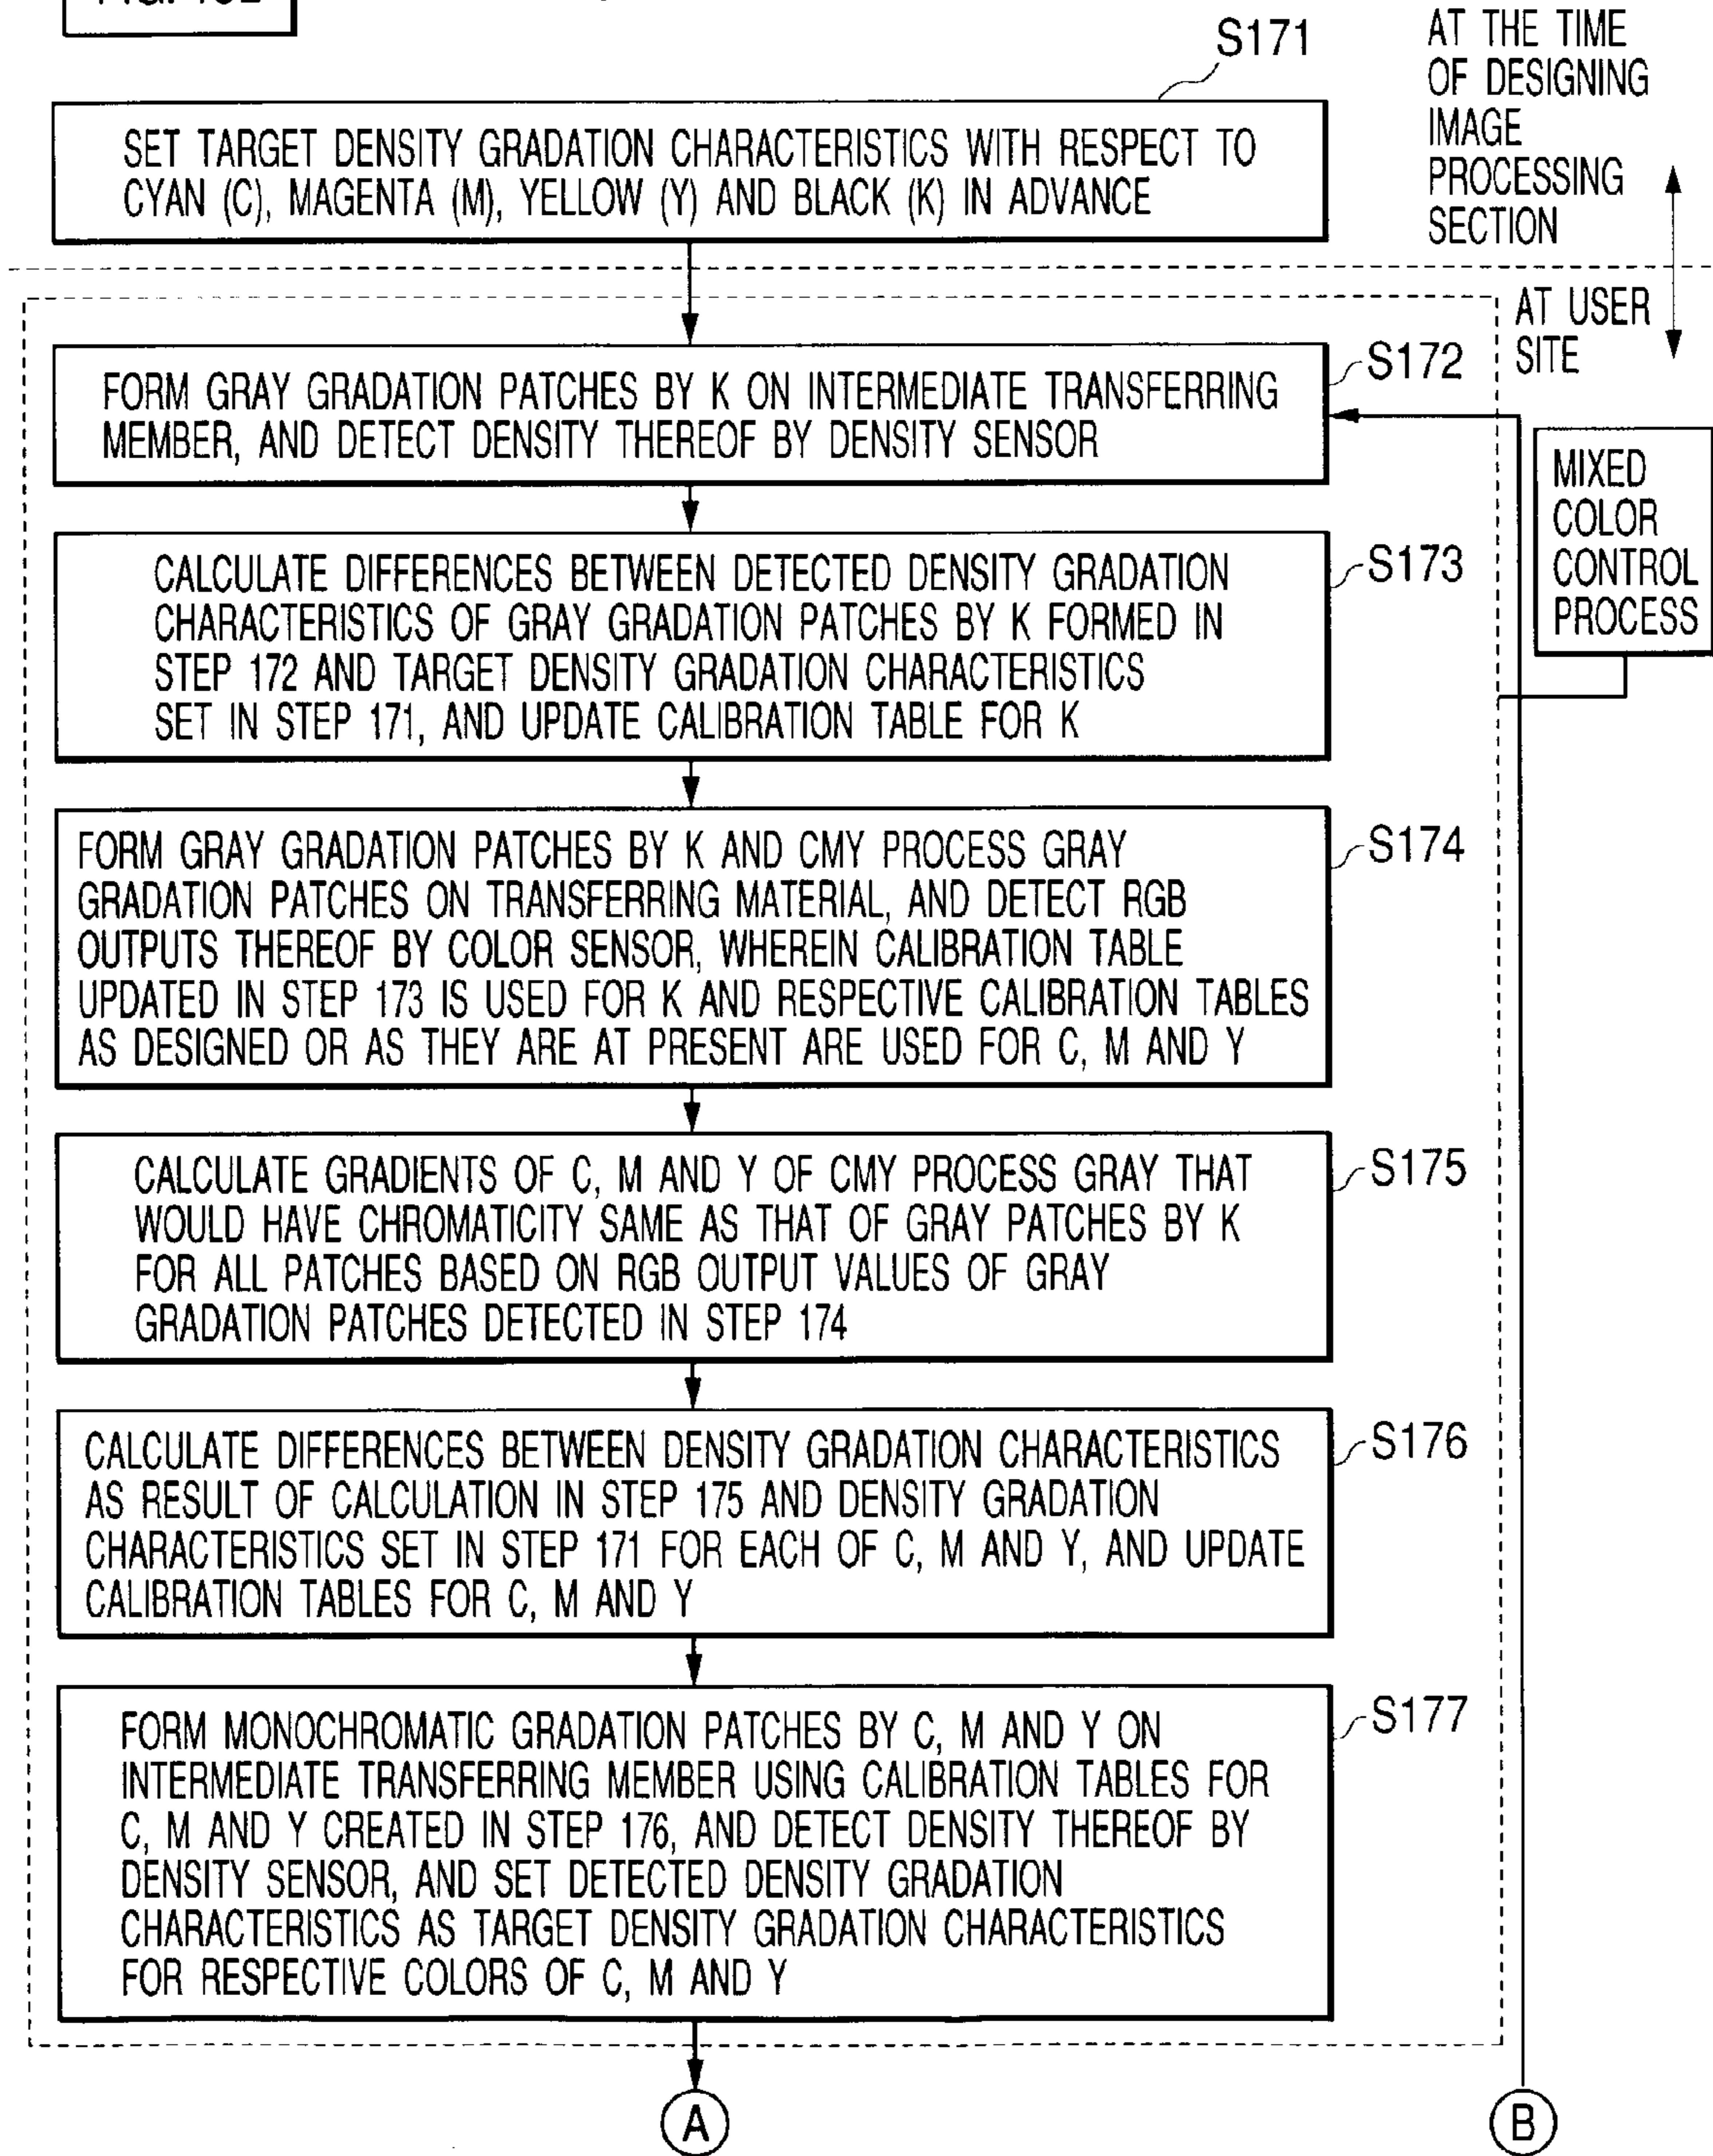 S171
AT THE TIME
OF DESIGNING
IMAGE
PROCESSING
SECTION
SET TARGET DENSITY GRADATION CHARACTERISTICS WITH RESPECT TO
CYAN (C), MAGENTA (M), YELLOW (Y) AND BLACK (K) IN ADVANCE
AT USER
SITE
S172
FORM GRAY GRADATION PATCHES BY K ON INTERMEDIATE TRANSFERRING
MEMBER, AND DETECT DENSITY THEREOF BY DENSITY SENSOR
MIXED
COLOR
CONTROL
PROCESS
S173
CALCULATE DIFFERENCES BETWEEN DETECTED DENSITY GRADATION
CHARACTERISTICS OF GRAY GRADATION PATCHES BY K FORMED IN
STEP 172 AND TARGET DENSITY GRADATION CHARACTERISTICS
SET IN STEP 171, AND UPDATE CALIBRATION TABLE FOR K
S174
FORM GRAY GRADATION PATCHES BY K AND CMY PROCESS GRAY
GRADATION PATCHES ON TRANSFERRING MATERIAL, AND DETECT RGB
OUTPUTS THEREOF BY COLOR SENSOR, WHEREIN CALIBRATION TABLE
UPDATED IN STEP 173 IS USED FOR K AND RESPECTIVE CALIBRATION TABLES
AS DESIGNED OR AS THEY ARE AT PRESENT ARE USED FOR C, M AND Y
S175
CALCULATE GRADIENTS OF C, M AND Y OF CMY PROCESS GRAY THAT
WOULD HAVE CHROMATICITY SAME AS THAT OF GRAY PATCHES BY K
FOR ALL PATCHES BASED ON RGB OUTPUT VALUES OF GRAY
GRADATION PATCHES DETECTED IN STEP 174
S176
CALCULATE DIFFERENCES BETWEEN DENSITY GRADATION CHARACTERISTICS
AS RESULT OF CALCULATION IN STEP 175 AND DENSITY GRADATION
CHARACTERISTICS SET IN STEP 171 FOR EACH OF C, M AND Y, AND UPDATE
CALIBRATION TABLES FOR C, M AND Y
S177
FORM MONOCHROMATIC GRADATION PATCHES BY C, M AND Y ON
INTERMEDIATE TRANSFERRING MEMBER USING CALIBRATION TABLES FOR
C, M AND Y CREATED IN STEP 176, AND DETECT DENSITY THEREOF BY
DENSITY SENSOR, AND SET DETECTED DENSITY GRADATION
CHARACTERISTICS AS TARGET DENSITY GRADATION CHARACTERISTICS
FOR RESPECTIVE COLORS OF C, M AND Y
A
B